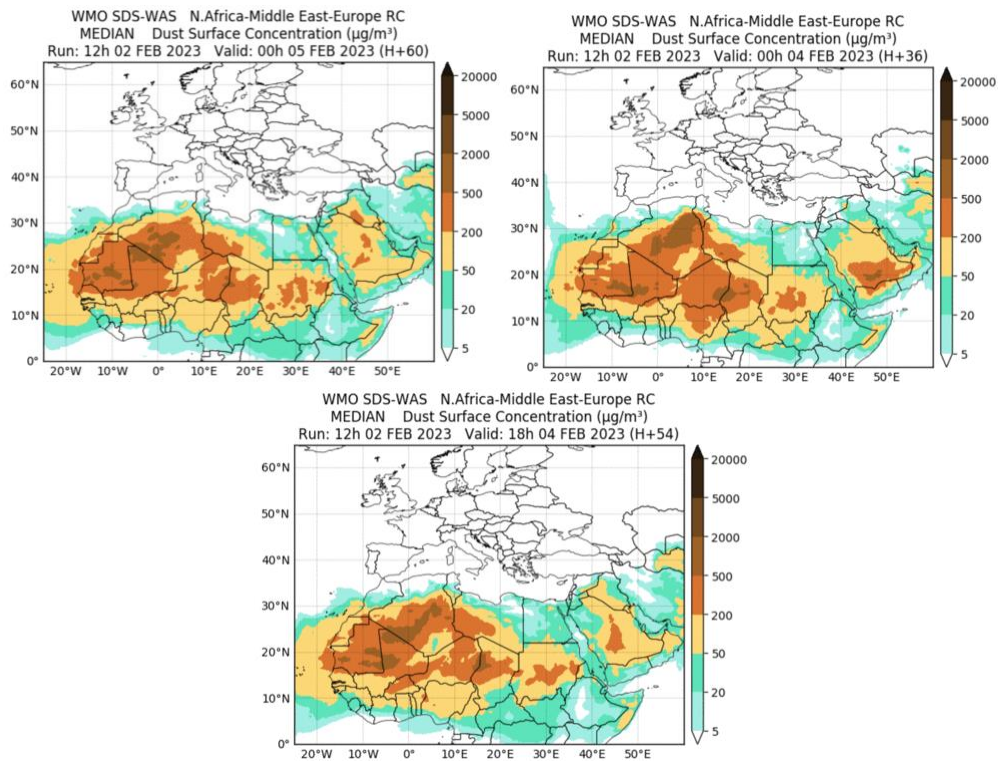 WMO SDS-WAS N.Africa-Middle East-Europe RC
MEDIAN Dust Surface Concentration (μg/m³)
Run: 12h 02 FEB 2023 Valid: 00h 05 FEB 2023 (H+60)
60°N
50°N
40°N
30°N
20°N
10°N
0°
20°W 10°W 0° 10°E 20°E 30°E 40°E 50°E
20000
5000
2000
500
200
50
20
5
WMO SDS-WAS N.Africa-Middle East-Europe RC
MEDIAN Dust Surface Concentration (μg/m³)
Run: 12h 02 FEB 2023 Valid: 00h 04 FEB 2023 (H+36)
60°N
50°N
40°N
30°N
20°N
10°N
0°
20°W 10°W 0° 10°E 20°E 30°E 40°E 50°E
20000
5000
2000
500
200
50
20
5
WMO SDS-WAS N.Africa-Middle East-Europe RC
MEDIAN Dust Surface Concentration (μg/m³)
Run: 12h 02 FEB 2023 Valid: 18h 04 FEB 2023 (H+54)
60°N
50°N
40°N
30°N
20°N
10°N
0°
20°W 10°W 0° 10°E 20°E 30°E 40°E 50°E
20000
5000
2000
500
200
50
20
5